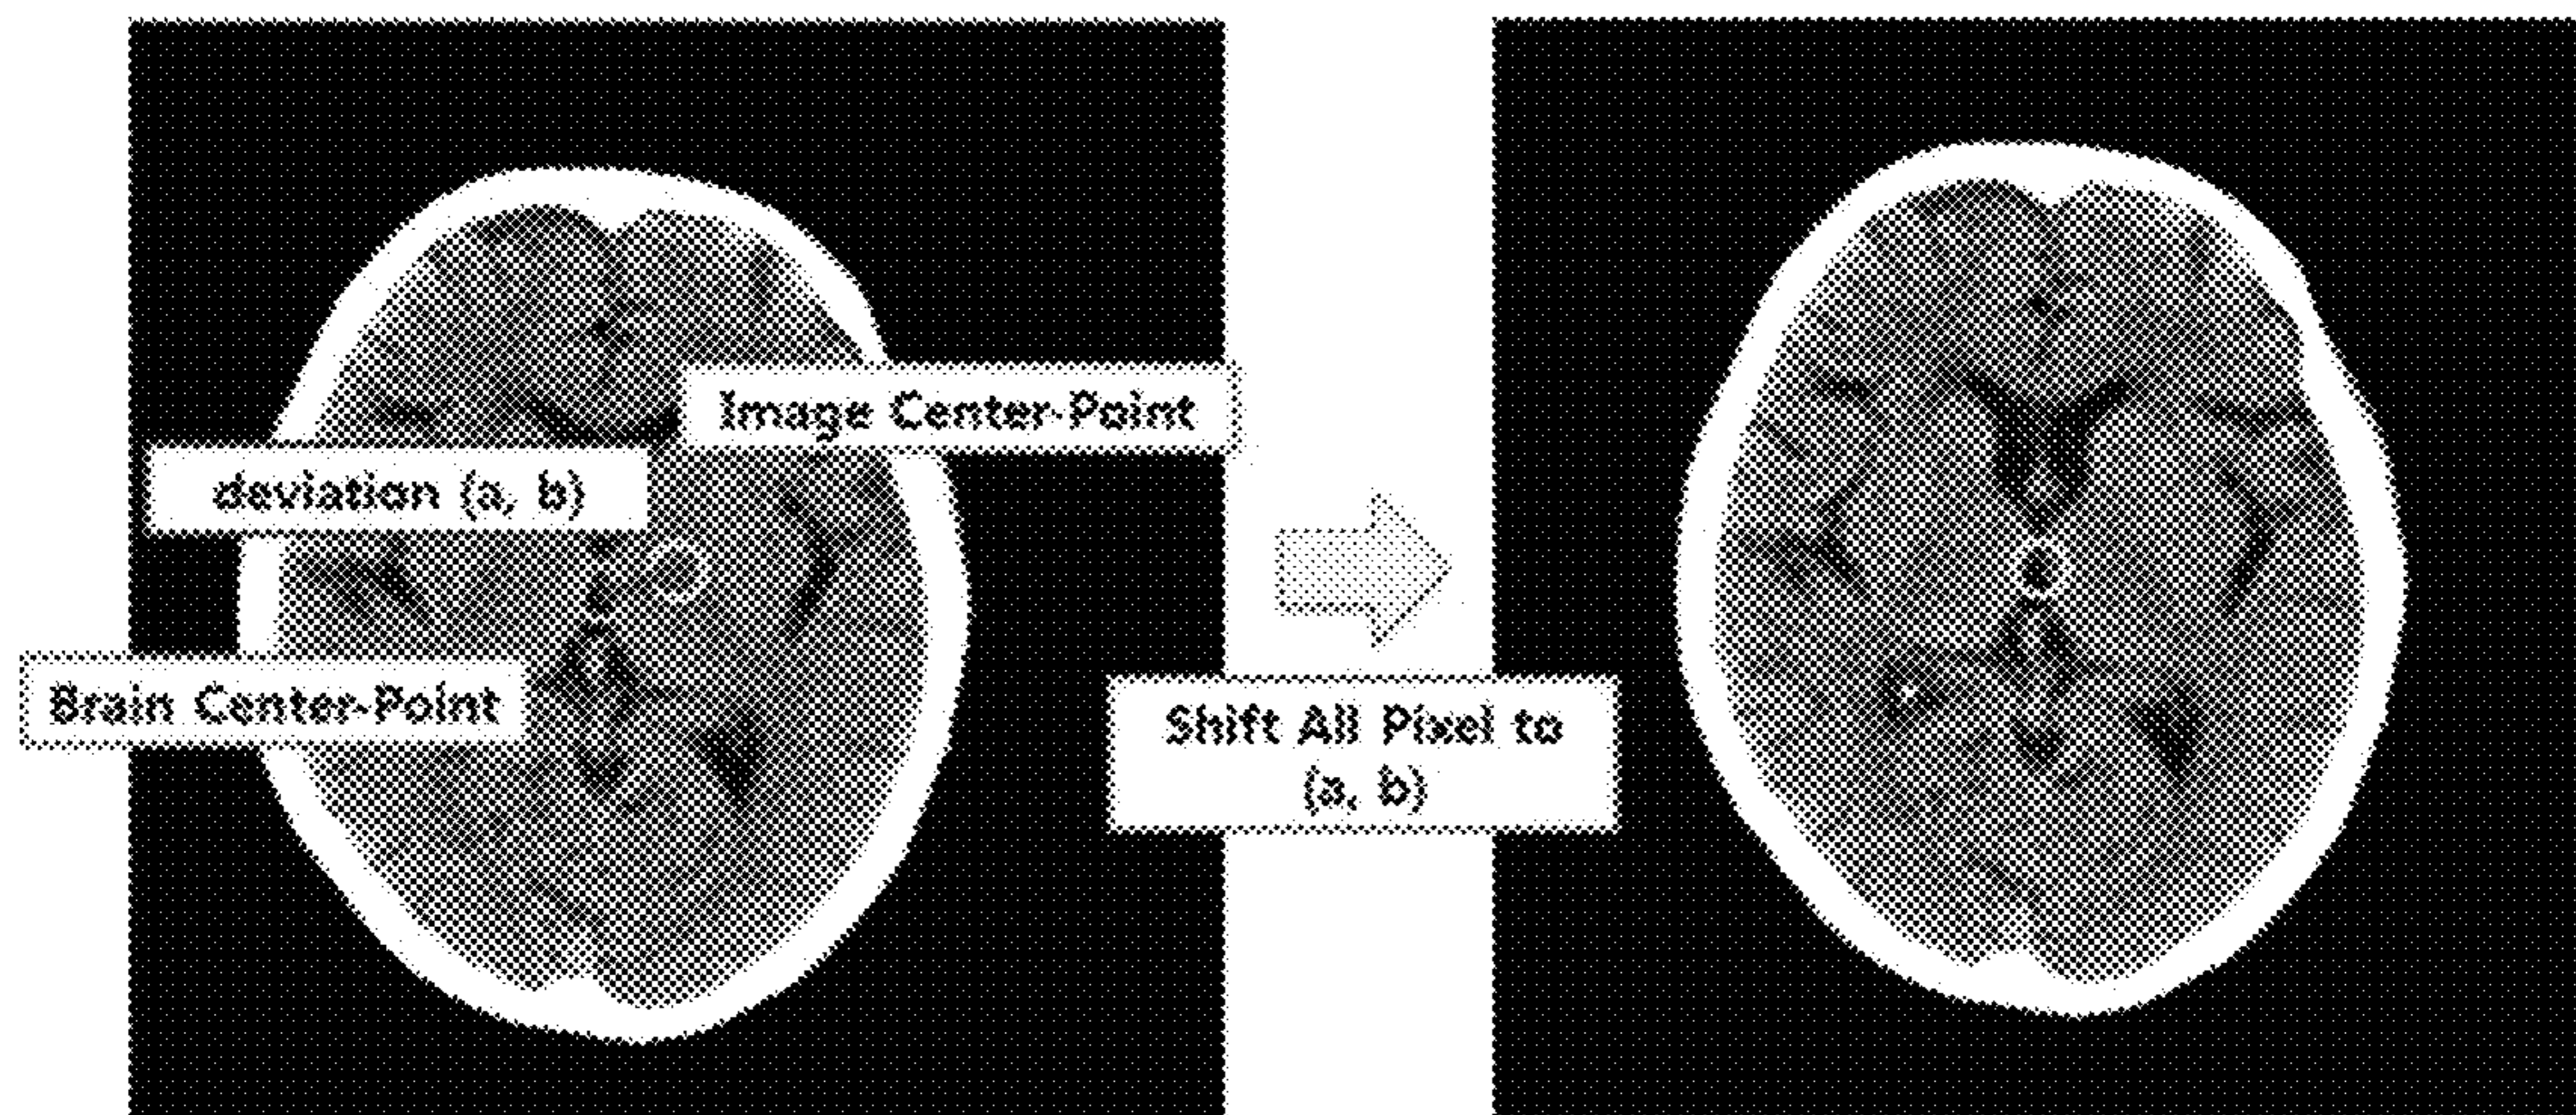 Image Center-Point
deviation (a, b)
Brain Center-Point
Shift All Pixel to
(a, b)